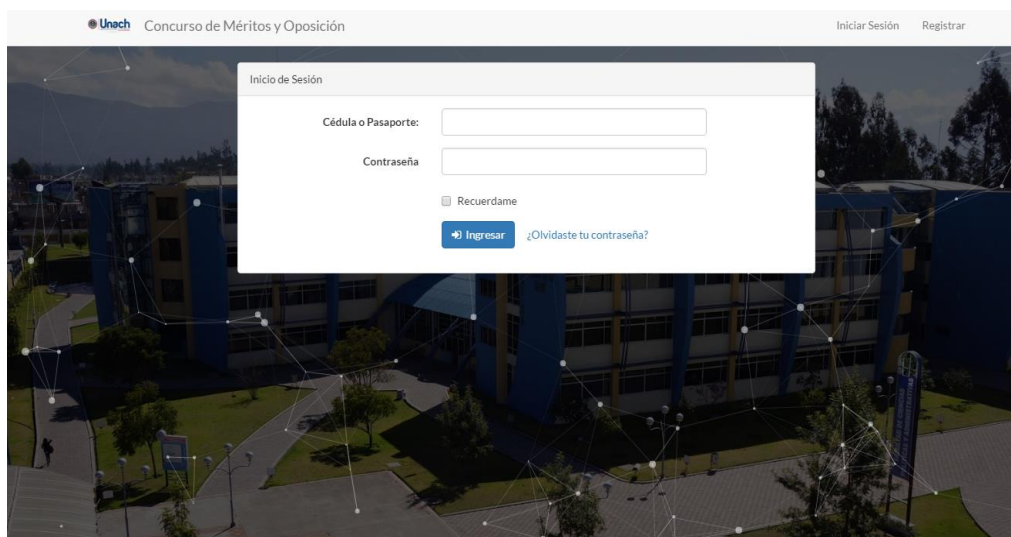 Unach Concurso de Méritos y Oposición Iniciar Sesión Registrar
Inicio de Sesión
Cédula o Pasaporte:
Contraseña
Recuerdame
Ingresar ¿Olvidaste tu contraseña?